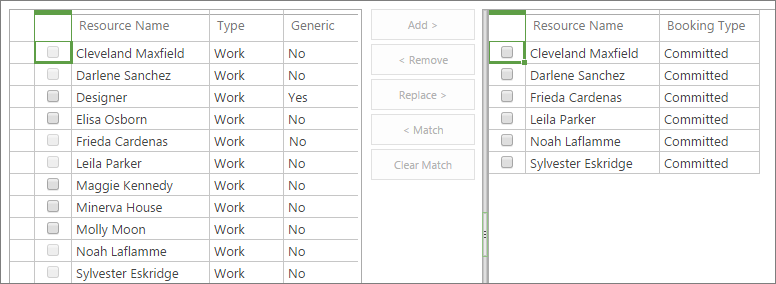 Resource Name Type Generic
Cleveland Maxfield Work No
Darlene Sanchez Work No
Designer Work Yes
Elisa Osborn Work No
Frieda Cardenas Work No
Leila Parker Work No
Maggie Kennedy Work No
Minerva House Work No
Molly Moon Work No
Noah Laflamme Work No
Sylvester Eskridge Work No
Add >
< Remove
Replace >
< Match
Clear Match
Resource Name Booking Type
Cleveland Maxfield Committed
Darlene Sanchez Committed
Frieda Cardenas Committed
Leila Parker Committed
Noah Laflamme Committed
Sylvester Eskridge Committed